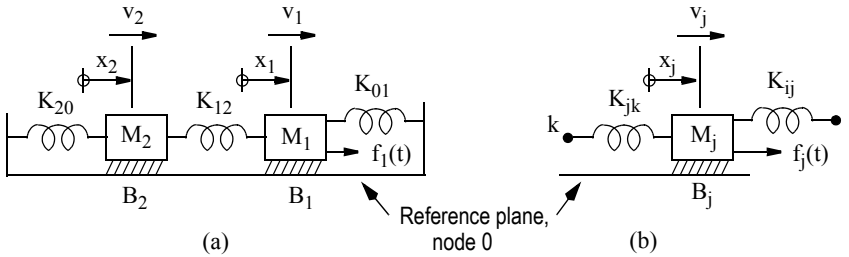 v2 v1 vj
x2 x1 xj
K20 K12 K01 Kjk Kij
M2 M1 f1(t) k Mj fj(t)
B2 B1 Bj
(a) Reference plane, (b)
node 0